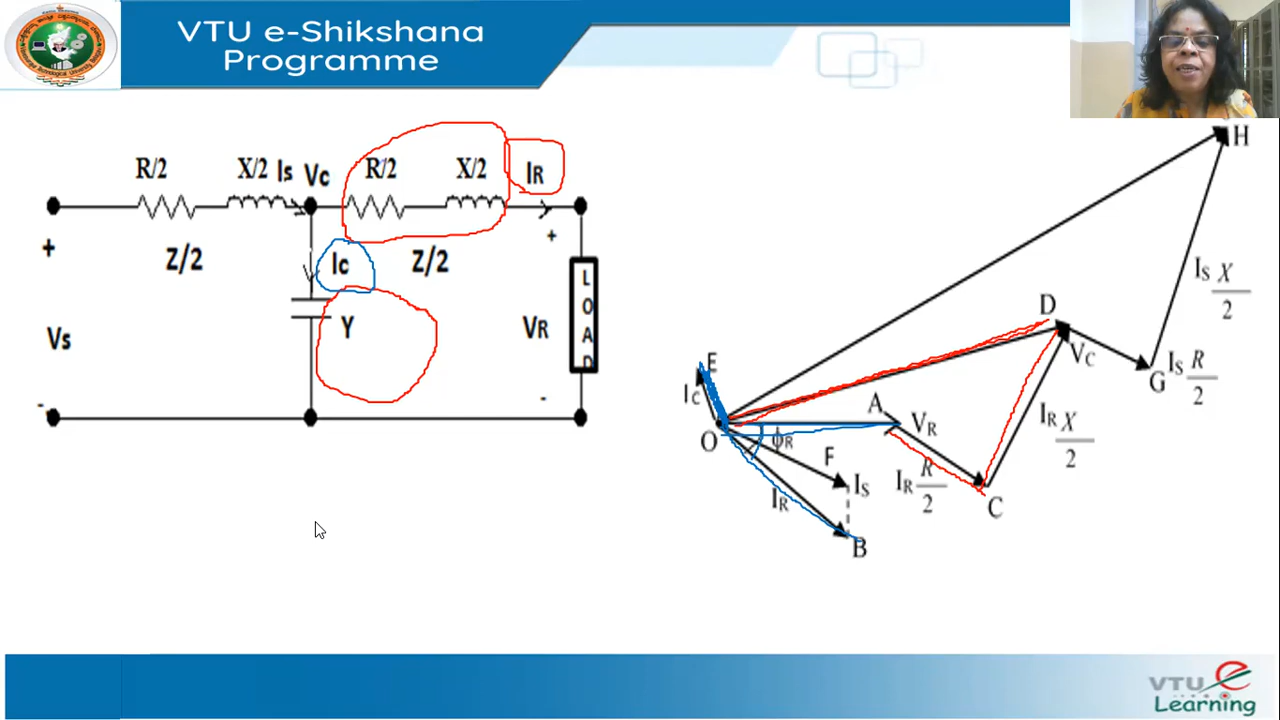 VTU e-Shikshana
Programme
R/2
X/2
Is
Vc
R/2
X/2
IR
+
Z/2
Ic
Z/2
+
Vs
Y
VR
LOAD
-
-
H
D
E
Ic
O
A
VR
ϕR
F
IS
IR
B
IR R/2
C
IR X/2
VC
G
IS R/2
IS X/2
VTU e
Learning